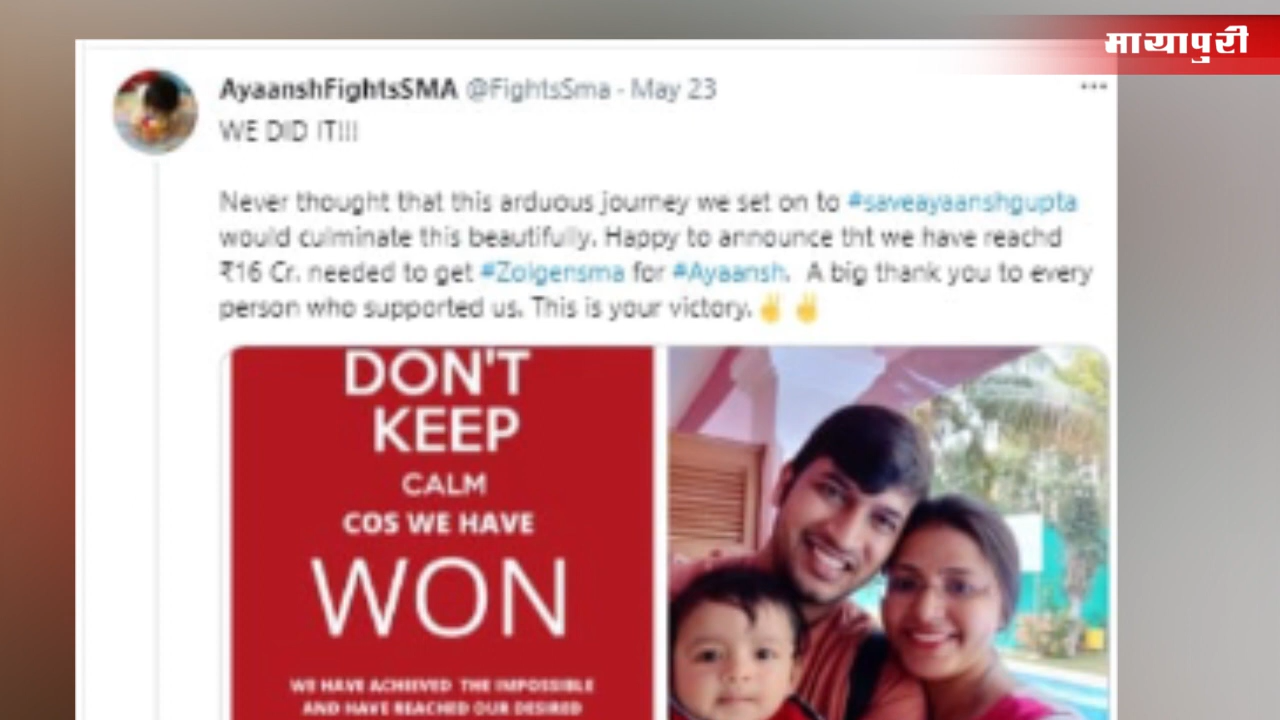 मायापुरी
AyaanshFightsSMA @FightsSma - May 23
WE DID IT!!!
Never thought that this arduous journey we set on to #saveayaanshgupta
would culminate this beautifully. Happy to announce tht we have reachd
₹16 Cr. needed to get #Zolgensma for #Ayaansh. A big thank you to every
person who supported us. This is your victory.✌✌
DON'T
KEEP
CALM
COS WE HAVE
WON
WE HAVE ACHIEVED THE IMPOSSIBLE
AND HAVE REACHED OUR DESIRED